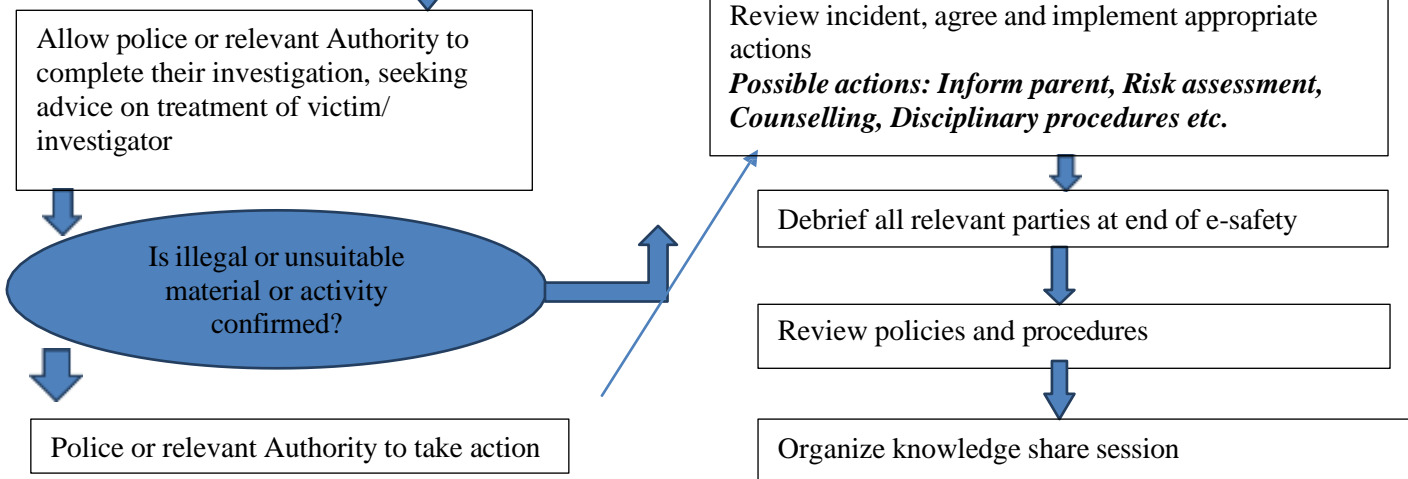 Allow police or relevant Authority to
complete their investigation, seeking
advice on treatment of victim/
investigator
Is illegal or unsuitable
material or activity
confirmed?
Police or relevant Authority to take action
Review incident, agree and implement appropriate
actions
Possible actions: Inform parent, Risk assessment,
Counselling, Disciplinary procedures etc.
Debrief all relevant parties at end of e-safety
Review policies and procedures
Organize knowledge share session